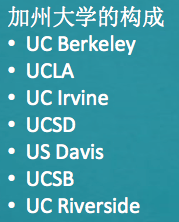 加州大学的构成
• UC Berkeley
• UCLA
• UC Irvine
• UCSD
• US Davis
• UCSB
• UC Riverside